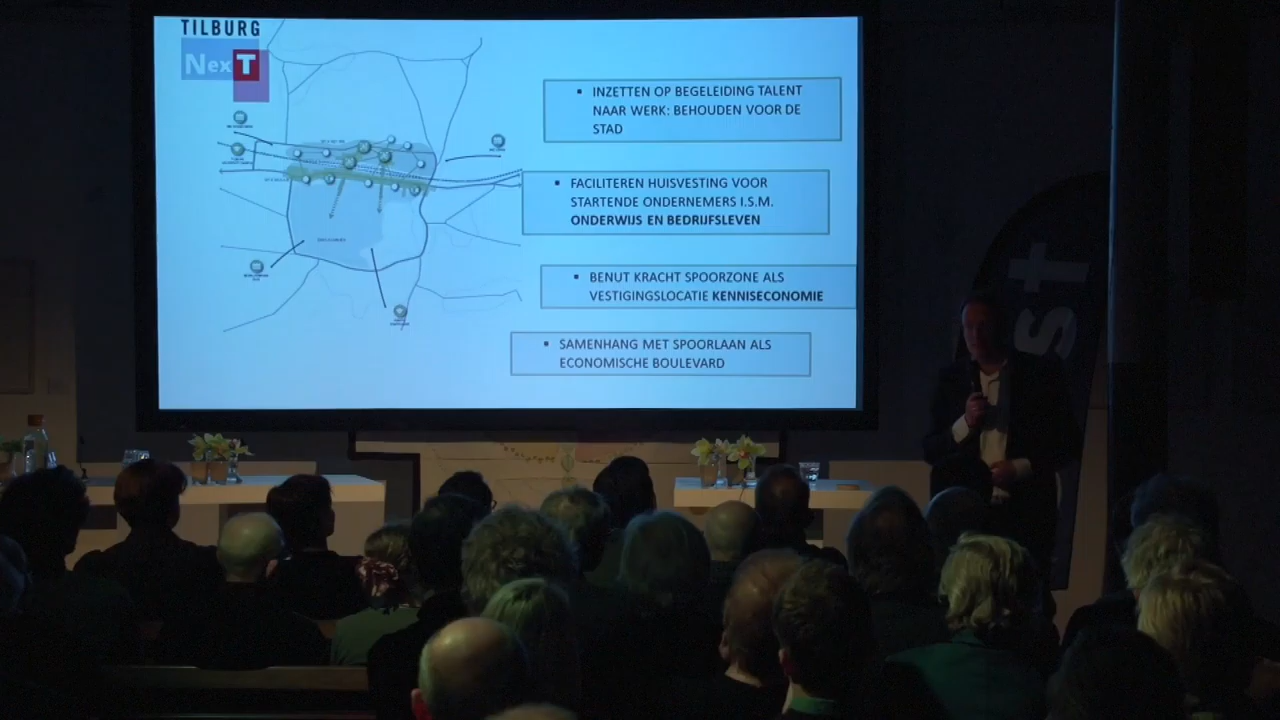 TILBURG
NexT
▪ INZETTEN OP BEGELEIDING TALENT
NAAR WERK: BEHOUDEN VOOR DE
STAD
▪ FACILITEREN HUISVESTING VOOR
STARTENDE ONDERNEMERS I.S.M.
ONDERWIJS EN BEDRIJFSLEVEN
▪ BENUT KRACHT SPOORZONE ALS
VESTIGINGSLOCATIE KENNISECONOMIE
▪ SAMENHANG MET SPOORLAAN ALS
ECONOMISCHE BOULEVARD
st